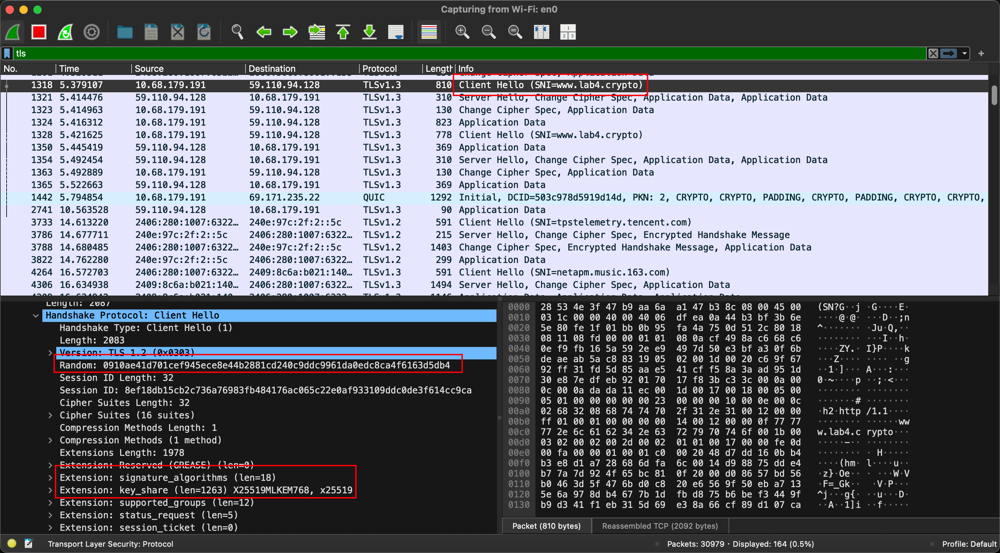 Capturing from Wi-Fi: en0
tls
No. Time Source Destination Protocol Length Info
1318 5.379107 10.68.179.191 59.110.94.128 TLSv1.3 810 Client Hello (SNI=www.lab4.crypto)
1321 5.414476 59.110.94.128 10.68.179.191 TLSv1.3 310 Server Hello, Change Cipher Spec, Application Data, Application Data
1323 5.414963 10.68.179.191 59.110.94.128 TLSv1.3 130 Change Cipher Spec, Application Data
1324 5.416312 10.68.179.191 59.110.94.128 TLSv1.3 823 Application Data
1328 5.421625 10.68.179.191 59.110.94.128 TLSv1.3 778 Client Hello (SNI=www.lab4.crypto)
1350 5.445419 59.110.94.128 10.68.179.191 TLSv1.3 369 Application Data
1354 5.492454 59.110.94.128 10.68.179.191 TLSv1.3 310 Server Hello, Change Cipher Spec, Application Data, Application Data
1363 5.492889 10.68.179.191 59.110.94.128 TLSv1.3 130 Change Cipher Spec, Application Data
1365 5.522663 59.110.94.128 10.68.179.191 TLSv1.3 369 Application Data
1442 5.794854 10.68.179.191 69.171.235.22 QUIC 1292 Initial, DCID=503c978d5919d14d, PKN: 2, CRYPTO, CRYPTO, PADDING, CRYPTO, PADDING, CRYPTO, CRYPTO,
2741 10.563528 59.110.94.128 10.68.179.191 TLSv1.3 90 Application Data
3733 14.613220 2406:280:1007:6322… 240e:97c:2f:2::5c TLSv1.2 591 Client Hello (SNI=tpstelemetry.tencent.com)
3786 14.677711 240e:97c:2f:2::5c 2406:280:1007:6322… TLSv1.2 215 Server Hello, Change Cipher Spec, Encrypted Handshake Message
3788 14.680485 2406:280:1007:6322… 240e:97c:2f:2::5c TLSv1.2 1403 Change Cipher Spec, Encrypted Handshake Message, Application Data
3822 14.762280 240e:97c:2f:2::5c 2406:280:1007:6322… TLSv1.2 299 Application Data
4264 16.572703 2406:280:1007:6322… 2409:8c6a:b021:140… TLSv1.3 591 Client Hello (SNI=netapm.music.163.com)
4306 16.634938 2409:8c6a:b021:140… 2406:280:1007:6322… TLSv1.3 1494 Server Hello, Change Cipher Spec, Application Data
Length: 2087
Handshake Protocol: Client Hello
Handshake Type: Client Hello (1)
Length: 2083
Version: TLS 1.2 (0x0303)
Random: 0910ae41d701cef945ece8e44b2881cd240c9ddc9961da0edc8ca4f6163d5db4
Session ID Length: 32
Session ID: 8ef18db15cb2c736a76983fb484176ac065c22e0af933109ddc0de3f614cc9ca
Cipher Suites Length: 32
Cipher Suites (16 suites)
Compression Methods Length: 1
Compression Methods (1 method)
Extensions Length: 1978
Extension: Reserved (GREASE) (len=0)
Extension: signature_algorithms (len=18)
Extension: key_share (len=1263) X25519MLKEM768, x25519
Extension: supported_groups (len=12)
Extension: status_request (len=5)
Extension: session_ticket (len=0)
0000 28 53 4e 3f 47 b9 aa 6a a1 47 b3 8c 08 00 45 00 (SN?G··j ·G····E·
0010 03 1c 00 00 40 00 40 06 df ea 0a 44 b3 bf 3b 6e ····@·@· ···D··;n
0020 5e 80 fe 1f 01 bb 0b 95 fa 4a 75 0d 51 2c 80 18 ^······· ·Ju·Q,··
0030 08 11 08 fd 00 00 01 01 08 0a cf 49 8a c6 68 c6 ········ ···I··h·
0040 0e f9 fb 16 5a 59 2e e9 49 7d 50 e3 bf a3 0f 6b ····ZY.· I}P····k
0050 de ae ab 5a c8 83 19 05 02 00 1d 00 20 c6 9f 67 ···Z···· ···· ··g
0060 92 ff 31 fd 5d 85 aa e5 41 cf f5 8a 3a ad 95 1d ··1·]··· A···:···
0070 30 e8 7e df eb 92 01 70 17 f8 3b c3 3c 00 0a 00 0·~····p ··;·<···
0080 0c 00 0a da da 11 ec 00 1d 00 17 00 18 00 05 00 ········ ········
0090 05 01 00 00 00 00 00 23 00 00 00 10 00 0e 00 0c ·······# ········
00a0 02 68 32 08 68 74 74 70 2f 31 2e 31 00 12 00 00 ·h2·http /1.1····
00b0 ff 01 00 01 00 00 00 00 14 00 12 00 00 0f 77 77 ········ ······ww
00c0 77 2e 6c 61 62 34 2e 63 72 79 70 74 6f 00 1b 00 w.lab4.c rypto···
00d0 03 02 00 02 00 2d 00 02 01 01 00 17 00 00 fe 0d ·····-·· ········
00e0 00 fa 00 00 01 00 01 c0 00 20 48 d7 dd 16 0b b4 ········ · H·····
00f0 b3 e8 d1 a7 28 68 6d fa 6c 00 14 d9 88 75 dd e4 ····(hm· l····u··
0100 b7 7a 7d 92 4f 65 bc 81 0f 20 00 d0 86 57 bd 56 ·z}·Oe·· · ···W·V
0110 b0 46 3d 5f 47 6b d0 c8 20 e6 56 9f 50 eb a7 13 ·F=_Gk·· ·V·P···
0120 5e 6a 97 8d b4 67 7b 1d fb d8 75 b6 be f3 44 9f ^j···g{· ··u···D·
0130 b9 d3 41 f1 eb 31 5d 69 e3 8a 66 cf 89 d1 07 ca ··A··1]i ··f·····
Packet (810 bytes) Reassembled TCP (2092 bytes)
Transport Layer Security: Protocol Packets: 30979 · Displayed: 164 (0.5%) Profile: Default